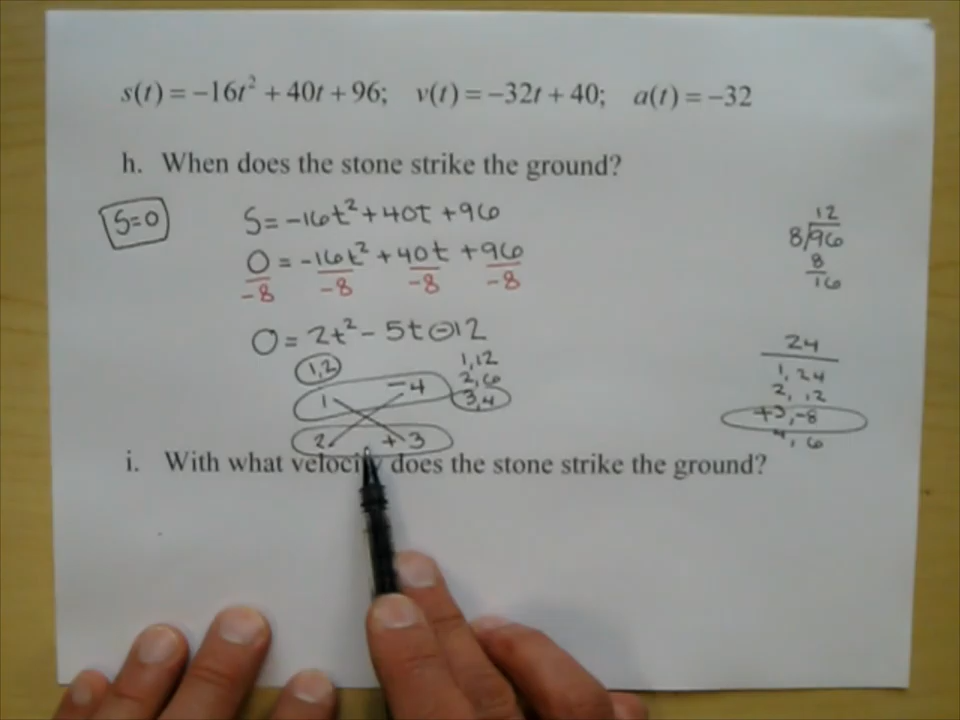 s(t) = −16t² + 40t + 96;   v(t) = −32t + 40;   a(t) = −32
h.  When does the stone strike the ground?
S=0
S = −16t² + 40t + 96
0 = −16t² + 40t + 96
−8   −8   −8   −8
0 = 2t² − 5t − 12
1,2
1,12
2,6
3,4
1   −4
2   +3
12
8/96
8
16
24
1, 24
2, 12
+3, −8
4, 6
i.  With what velocity does the stone strike the ground?